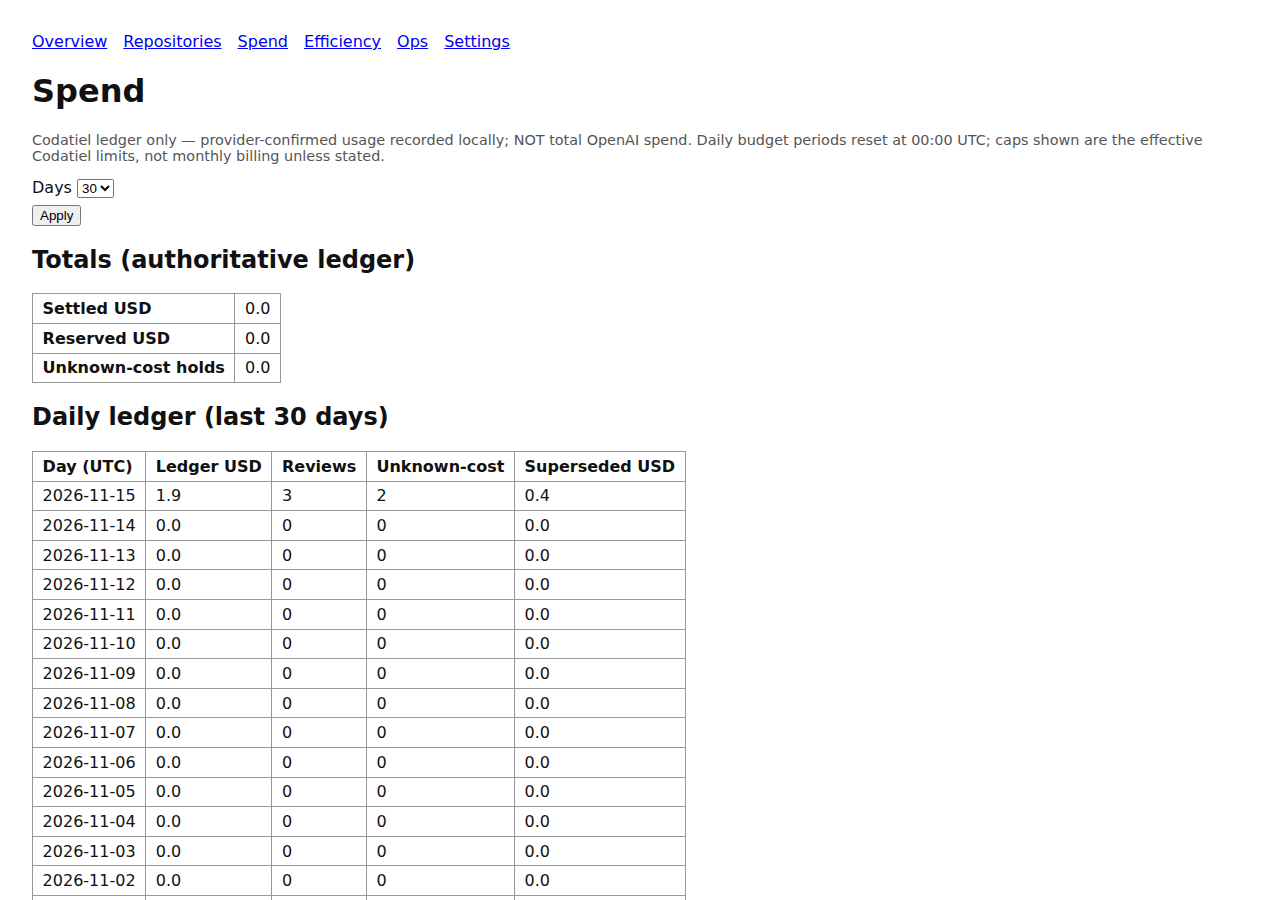 Overview Repositories Spend Efficiency Ops Settings
Spend
Codatiel ledger only — provider-confirmed usage recorded locally; NOT total OpenAI spend. Daily budget periods reset at 00:00 UTC; caps shown are the effective
Codatiel limits, not monthly billing unless stated.
Days 30
Apply
Totals (authoritative ledger)
Settled USD 0.0
Reserved USD 0.0
Unknown-cost holds 0.0
Daily ledger (last 30 days)
Day (UTC) Ledger USD Reviews Unknown-cost Superseded USD
2026-11-15 1.9 3 2 0.4
2026-11-14 0.0 0 0 0.0
2026-11-13 0.0 0 0 0.0
2026-11-12 0.0 0 0 0.0
2026-11-11 0.0 0 0 0.0
2026-11-10 0.0 0 0 0.0
2026-11-09 0.0 0 0 0.0
2026-11-08 0.0 0 0 0.0
2026-11-07 0.0 0 0 0.0
2026-11-06 0.0 0 0 0.0
2026-11-05 0.0 0 0 0.0
2026-11-04 0.0 0 0 0.0
2026-11-03 0.0 0 0 0.0
2026-11-02 0.0 0 0 0.0